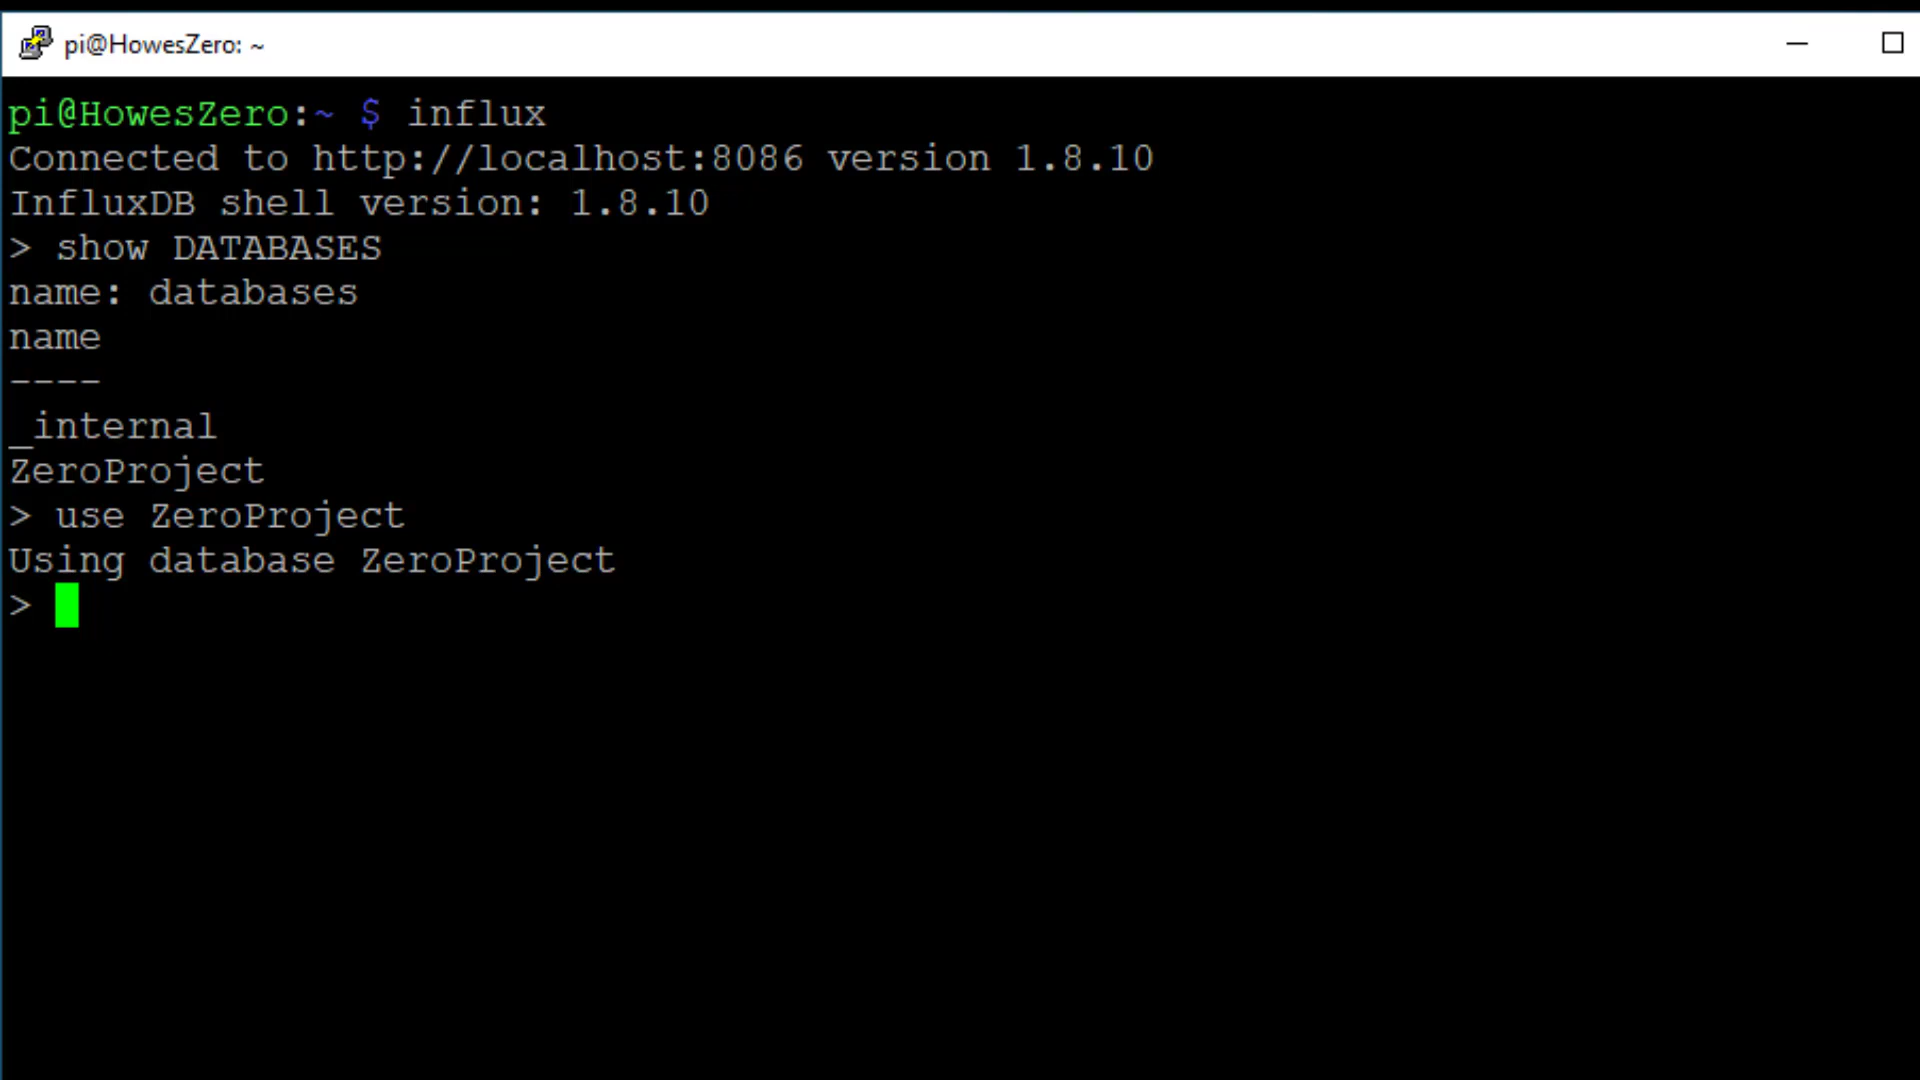 pi@HowesZero: ~
pi@HowesZero:~ $ influx
Connected to http://localhost:8086 version 1.8.10
InfluxDB shell version: 1.8.10
> show DATABASES
name: databases
name
----
_internal
ZeroProject
> use ZeroProject
Using database ZeroProject
>